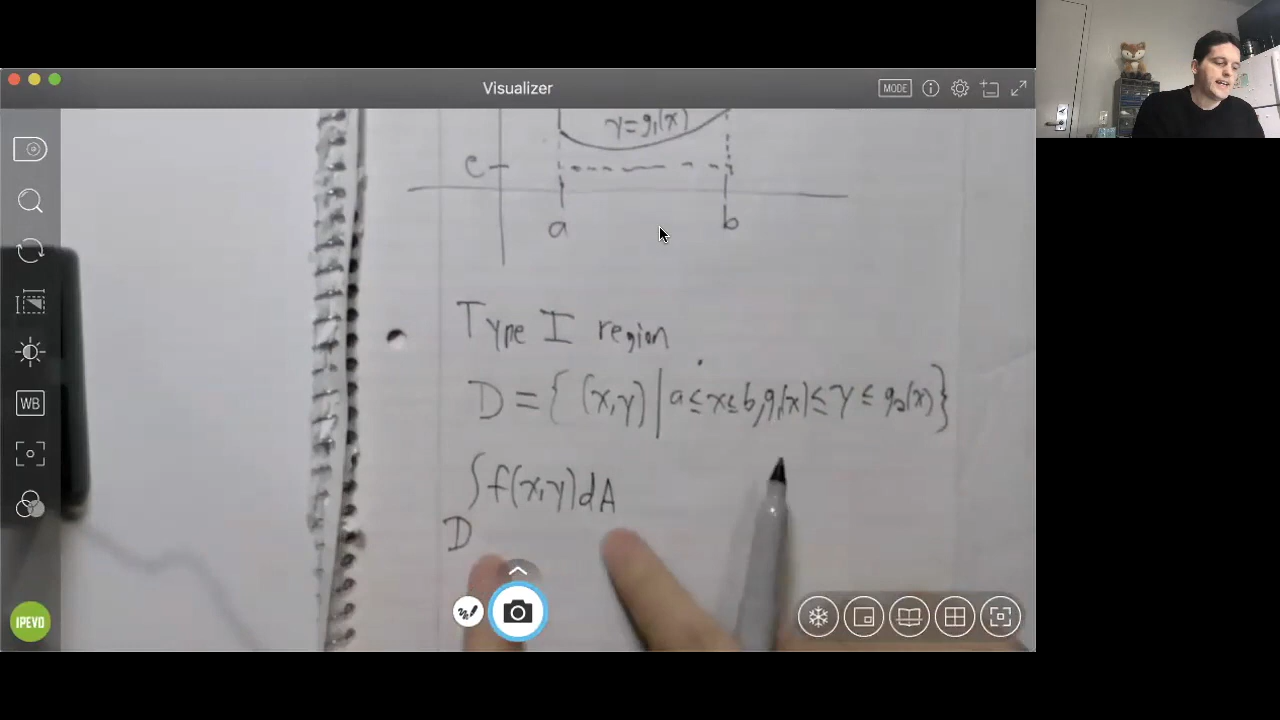 Visualizer
MODE
y=g₁(x)
c
a b
Type I region
D = { (x,y) | a ≤ x ≤ b, g₁(x) ≤ y ≤ g₂(x) }
∫ f(x,y) dA
D
WB
IPEVO